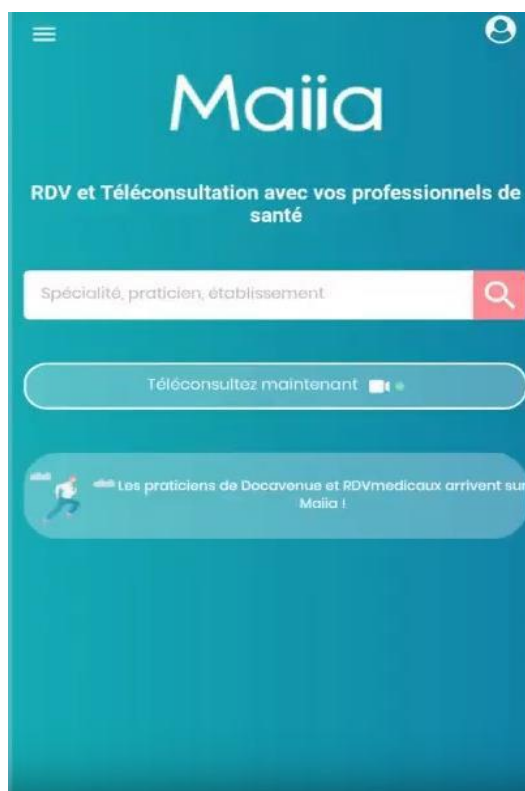 Maiia
RDV et Téléconsultation avec vos professionnels de
santé
Spécialité, praticien, établissement
Téléconsultez maintenant
Les praticiens de Docavenue et RDVmedicaux arrivent sur
Maiia !